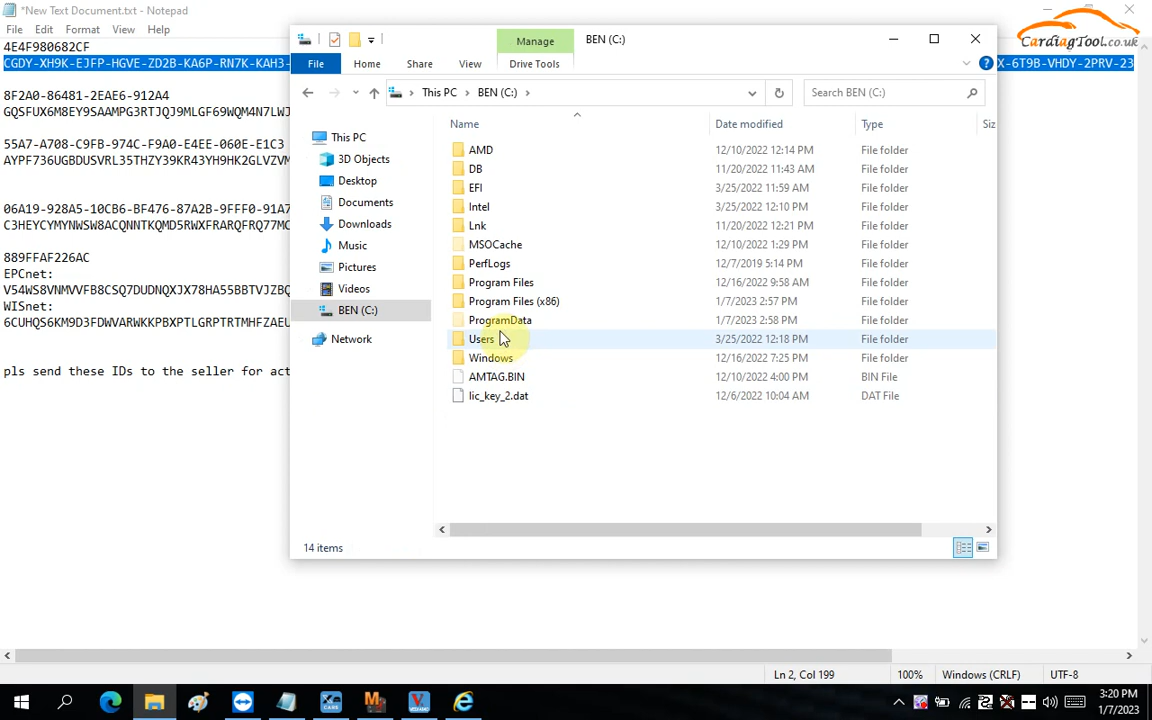 *New Text Document.txt - Notepad
File Edit Format View Help
CardiagTool.co.uk
4E4F980682CF
CGDY-XH9K-EJFP-HGVE-ZD2B-KA6P-RN7K-KAH3-
X-6T9B-VHDY-2PRV-23
8F2A0-86481-2EAE6-912A4
GQSFUX6M8EY9SAAMPG3RTJQJ9MLGF69WQM4N7LWJ
55A7-A708-C9FB-974C-F9A0-E4EE-060E-E1C3
AYPF736UGBDUSVRL35THZY39KR43YH9HK2GLVZVM
06A19-928A5-10CB6-BF476-87A2B-9FFF0-91A7
C3HEYCYMYNWSW8ACQNNTKQMD5RWXFRARQFRQ77MC
889FFAF226AC
EPCnet:
V54WS8VNMVVFB8CSQ7DUDNQXJX78HA55BBTVJZBQ
WISnet:
6CUHQS6KM9D3FDWVARWKKPBXPTLGRPTRTMHFZAEU
pls send these IDs to the seller for act
Manage
BEN (C:)
File Home Share View Drive Tools
This PC BEN (C:)
Search BEN (C:)
This PC
3D Objects
Desktop
Documents
Downloads
Music
Pictures
Videos
BEN (C:)
Network
Name Date modified Type Siz
AMD 12/10/2022 12:14 PM File folder
DB 11/20/2022 11:43 AM File folder
EFI 3/25/2022 11:59 AM File folder
Intel 3/25/2022 12:10 PM File folder
Lnk 11/20/2022 12:21 PM File folder
MSOCache 12/10/2022 1:29 PM File folder
PerfLogs 12/7/2019 5:14 PM File folder
Program Files 12/16/2022 9:58 AM File folder
Program Files (x86) 1/7/2023 2:57 PM File folder
ProgramData 1/7/2023 2:58 PM File folder
Users 3/25/2022 12:18 PM File folder
Windows 12/16/2022 7:25 PM File folder
AMTAG.BIN 12/10/2022 4:00 PM BIN File
lic_key_2.dat 12/6/2022 10:04 AM DAT File
14 items
Ln 2, Col 199 100% Windows (CRLF) UTF-8
3:20 PM
1/7/2023